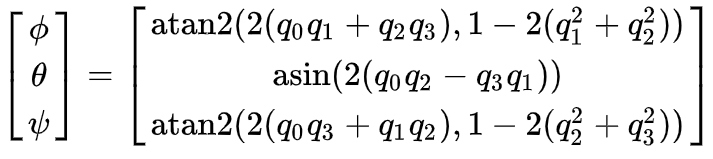 [ϕ] = [atan2(2(q₀q₁ + q₂q₃), 1 − 2(q₁² + q₂²))]
[θ] = [asin(2(q₀q₂ − q₃q₁))]
[ψ] = [atan2(2(q₀q₃ + q₁q₂), 1 − 2(q₂² + q₃²))]